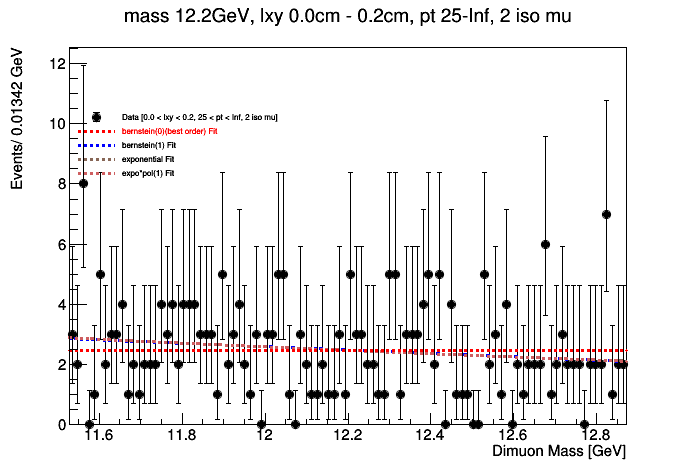 mass 12.2GeV, lxy 0.0cm - 0.2cm, pt 25-Inf, 2 iso mu
Events/ 0.01342 GeV
12
10
8
6
4
2
0
Data [0.0 < lxy < 0.2, 25 < pt < Inf, 2 iso mu]
bernstein(0)(best order) Fit
bernstein(1) Fit
exponential Fit
expo*pol(1) Fit
11.6 11.8 12 12.2 12.4 12.6 12.8
Dimuon Mass [GeV]